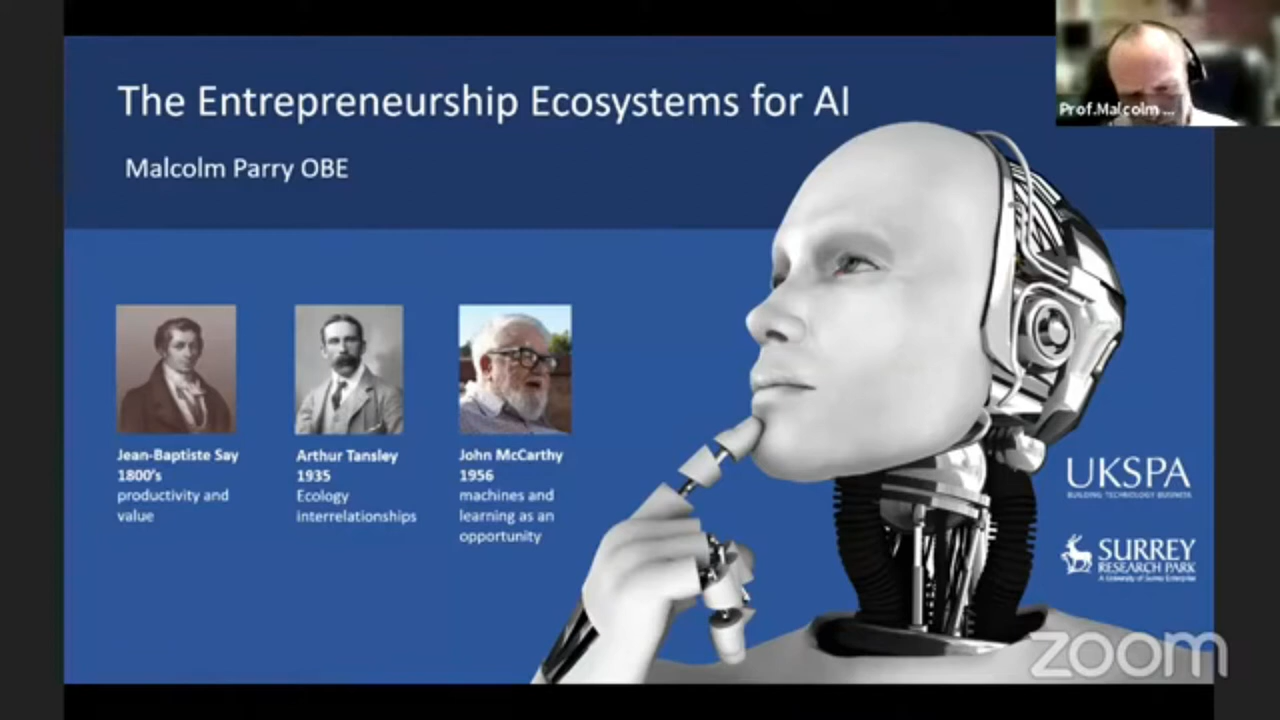 The Entrepreneurship Ecosystems for AI
Prof.Malcolm ...
Malcolm Parry OBE
Jean-Baptiste Say
1800's
productivity and
value
Arthur Tansley
1935
Ecology
interrelationships
John McCarthy
1956
machines and
learning as an
opportunity
UKSPA
BUILDING TECHNOLOGY BUSINESS
SURREY
RESEARCH PARK
A University of Surrey Enterprise
zoom